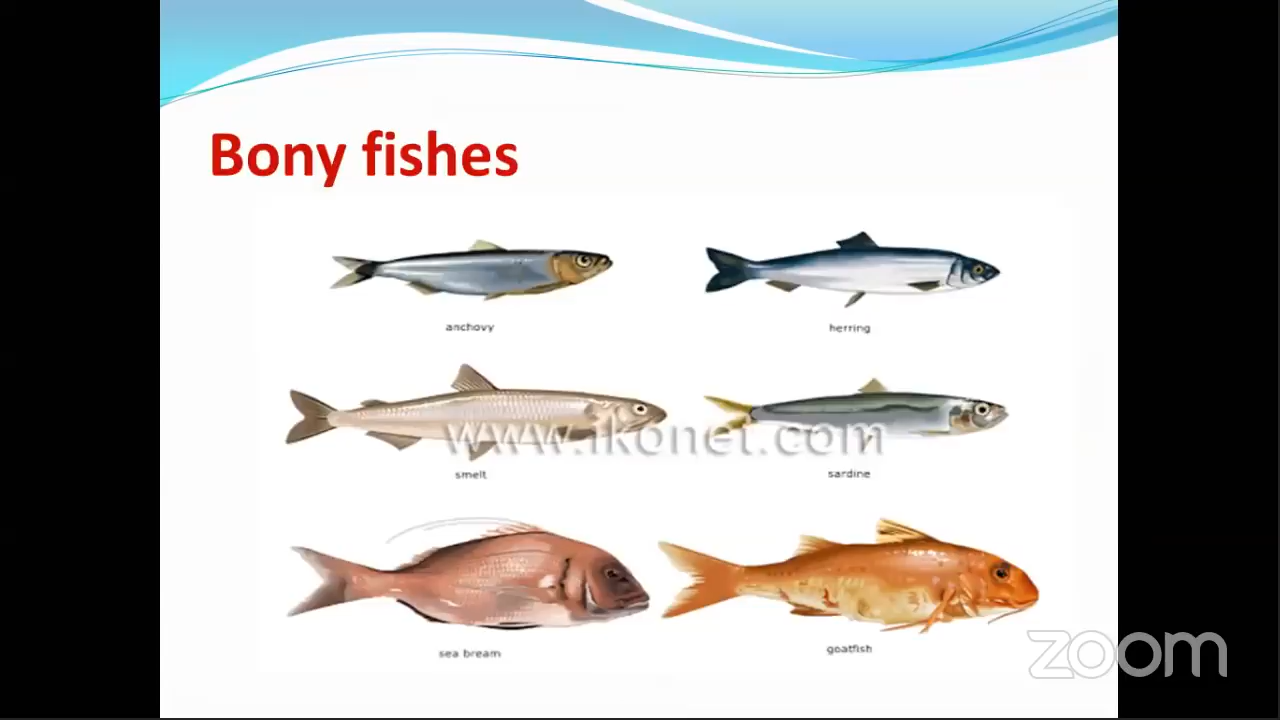 Bony fishes
anchovy
herring
smelt
www.ikonet.com
sardine
sea bream
goatfish
zoom